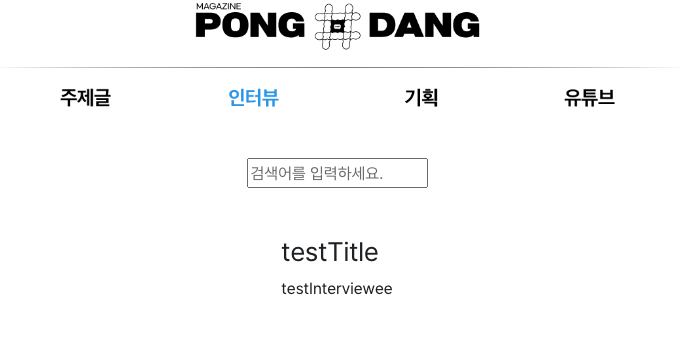 MAGAZINE
PONG DANG
주제글 인터뷰 기획 유튜브
검색어를 입력하세요.
testTitle
testInterviewee